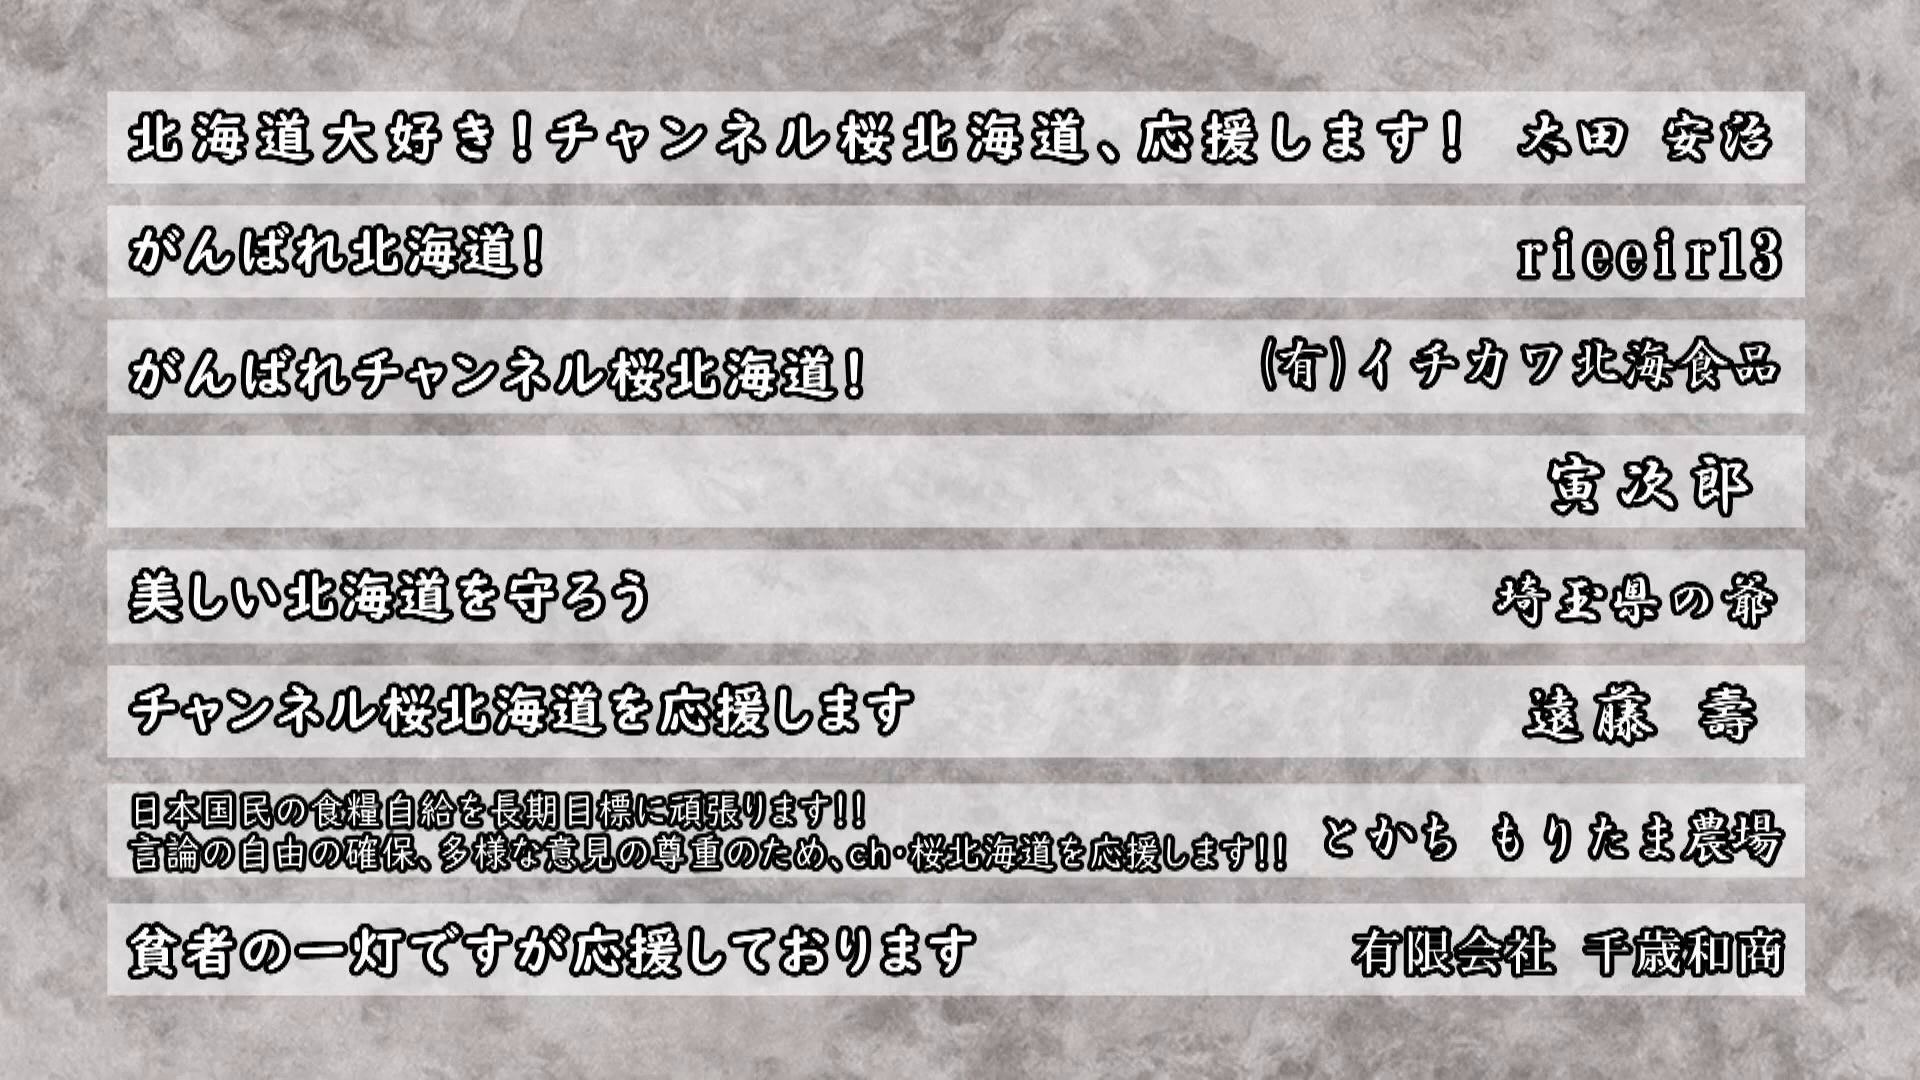 北海道大好き！チャンネル桜北海道、応援します！　太田　安治
がんばれ北海道！　rieeir13
がんばれチャンネル桜北海道！　(有)イチカワ北海食品
寅次郎
美しい北海道を守ろう　埼玉県の爺
チャンネル桜北海道を応援します　遠藤　壽
日本国民の食糧自給を長期目標に頑張ります!!
言論の自由の確保、多様な意見の尊重のため、ch・桜北海道を応援します!!　とかち　もりたま農場
貧者の一灯ですが応援しております　有限会社　千歳和商